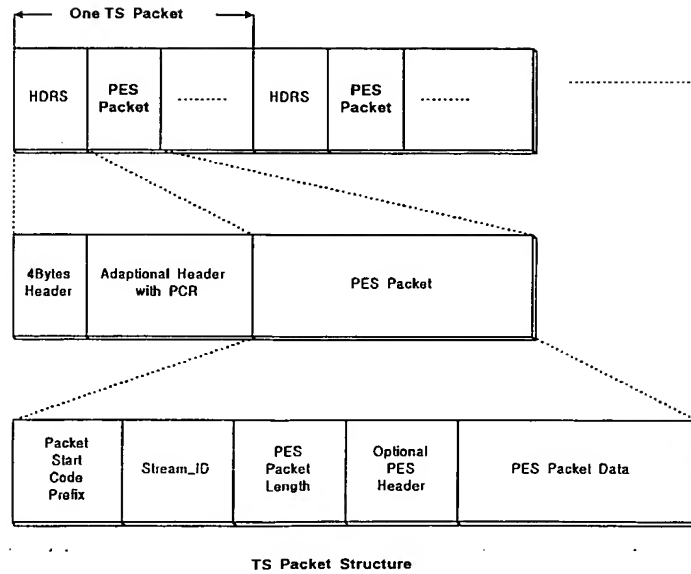 One TS Packet
HDRS
PES
Packet
HDRS
PES
Packet
4Bytes
Header
Adaptional Header
with PCR
PES Packet
Packet
Start
Code
Prefix
Stream_ID
PES
Packet
Length
Optional
PES
Header
PES Packet Data
TS Packet Structure